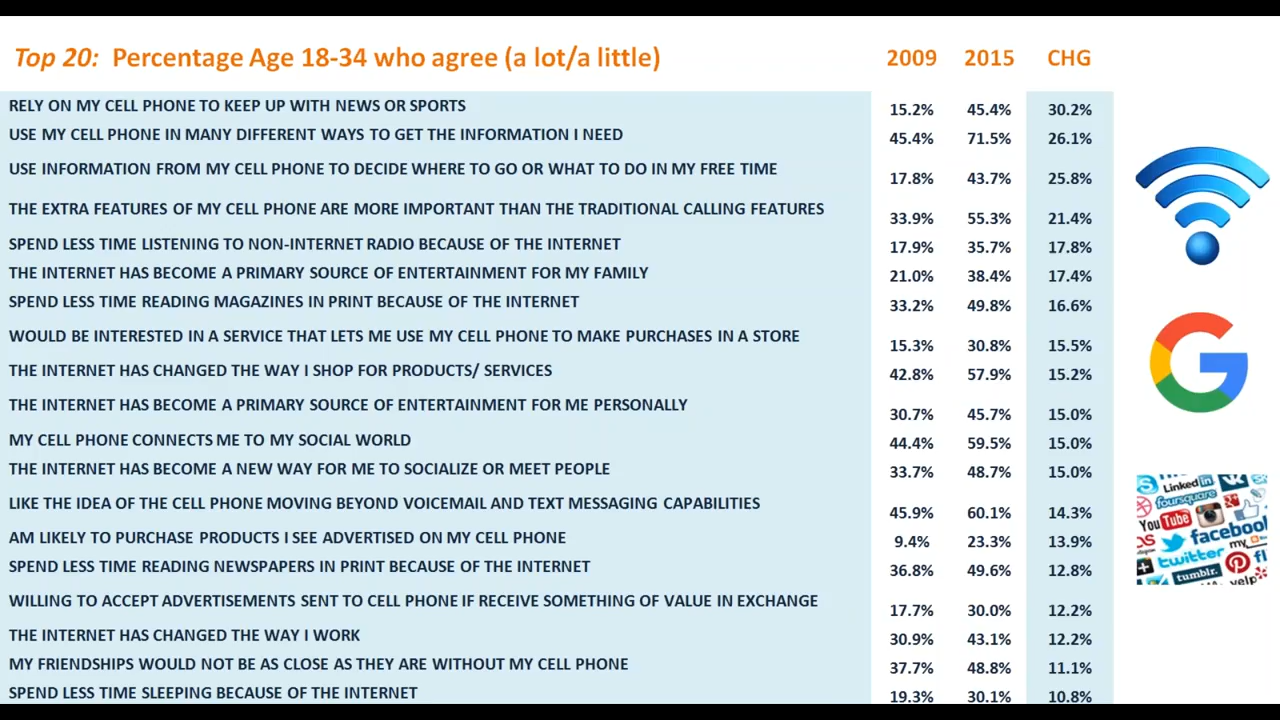 Top 20: Percentage Age 18-34 who agree (a lot/a little) 2009 2015 CHG
RELY ON MY CELL PHONE TO KEEP UP WITH NEWS OR SPORTS 15.2% 45.4% 30.2%
USE MY CELL PHONE IN MANY DIFFERENT WAYS TO GET THE INFORMATION I NEED 45.4% 71.5% 26.1%
USE INFORMATION FROM MY CELL PHONE TO DECIDE WHERE TO GO OR WHAT TO DO IN MY FREE TIME 17.8% 43.7% 25.8%
THE EXTRA FEATURES OF MY CELL PHONE ARE MORE IMPORTANT THAN THE TRADITIONAL CALLING FEATURES 33.9% 55.3% 21.4%
SPEND LESS TIME LISTENING TO NON-INTERNET RADIO BECAUSE OF THE INTERNET 17.9% 35.7% 17.8%
THE INTERNET HAS BECOME A PRIMARY SOURCE OF ENTERTAINMENT FOR MY FAMILY 21.0% 38.4% 17.4%
SPEND LESS TIME READING MAGAZINES IN PRINT BECAUSE OF THE INTERNET 33.2% 49.8% 16.6%
WOULD BE INTERESTED IN A SERVICE THAT LETS ME USE MY CELL PHONE TO MAKE PURCHASES IN A STORE 15.3% 30.8% 15.5%
THE INTERNET HAS CHANGED THE WAY I SHOP FOR PRODUCTS/ SERVICES 42.8% 57.9% 15.2%
THE INTERNET HAS BECOME A PRIMARY SOURCE OF ENTERTAINMENT FOR ME PERSONALLY 30.7% 45.7% 15.0%
MY CELL PHONE CONNECTS ME TO MY SOCIAL WORLD 44.4% 59.5% 15.0%
THE INTERNET HAS BECOME A NEW WAY FOR ME TO SOCIALIZE OR MEET PEOPLE 33.7% 48.7% 15.0%
LIKE THE IDEA OF THE CELL PHONE MOVING BEYOND VOICEMAIL AND TEXT MESSAGING CAPABILITIES 45.9% 60.1% 14.3%
AM LIKELY TO PURCHASE PRODUCTS I SEE ADVERTISED ON MY CELL PHONE 9.4% 23.3% 13.9%
SPEND LESS TIME READING NEWSPAPERS IN PRINT BECAUSE OF THE INTERNET 36.8% 49.6% 12.8%
WILLING TO ACCEPT ADVERTISEMENTS SENT TO CELL PHONE IF RECEIVE SOMETHING OF VALUE IN EXCHANGE 17.7% 30.0% 12.2%
THE INTERNET HAS CHANGED THE WAY I WORK 30.9% 43.1% 12.2%
MY FRIENDSHIPS WOULD NOT BE AS CLOSE AS THEY ARE WITHOUT MY CELL PHONE 37.7% 48.8% 11.1%
SPEND LESS TIME SLEEPING BECAUSE OF THE INTERNET 19.3% 30.1% 10.8%
G
Linked in
foursquare
You Tube
facebook
twitter
my
tumblr.
yelp